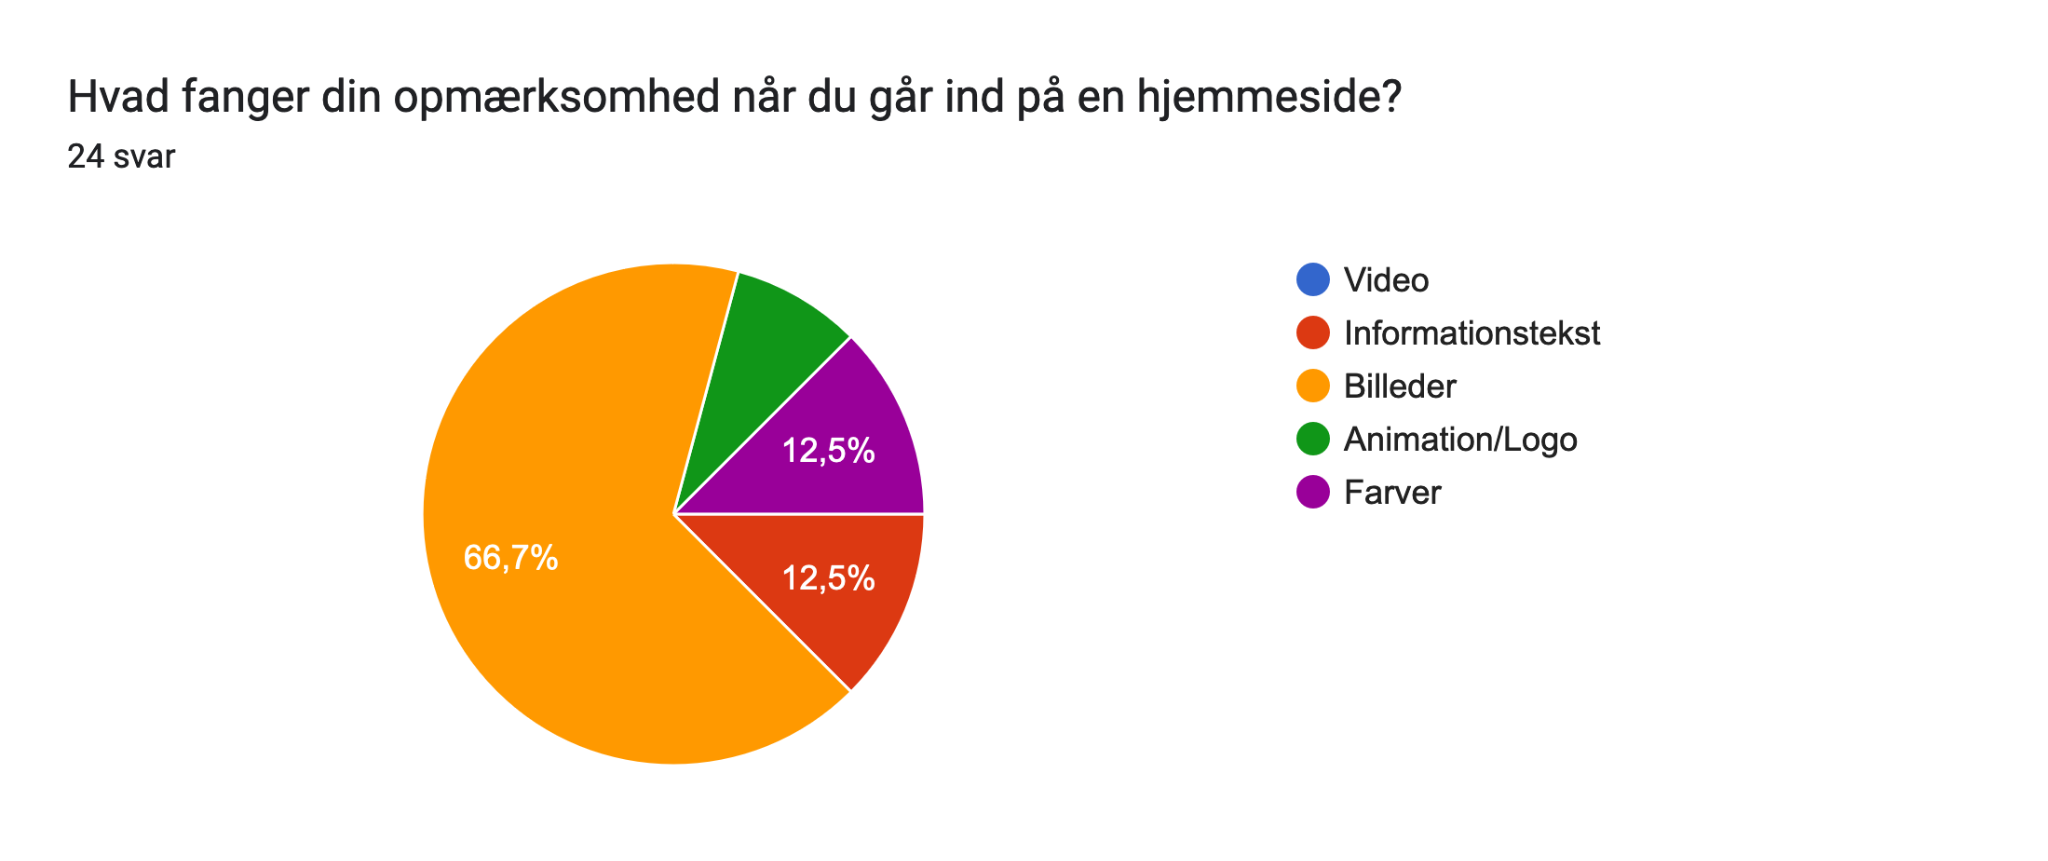 Hvad fanger din opmærksomhed når du går ind på en hjemmeside?
24 svar
Video
Informationstekst
Billeder
Animation/Logo
Farver
12,5%
66,7%
12,5%